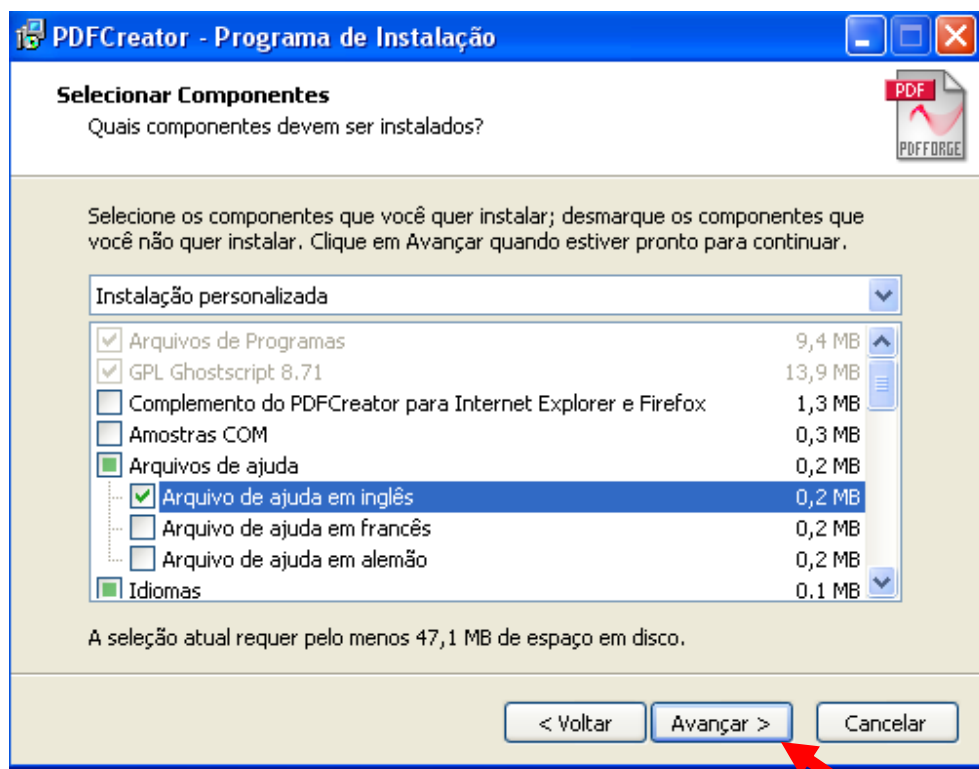 PDFCreator - Programa de Instalação
Selecionar Componentes
Quais componentes devem ser instalados?
PDF
PDFFORGE
Selecione os componentes que você quer instalar; desmarque os componentes que
você não quer instalar. Clique em Avançar quando estiver pronto para continuar.
Instalação personalizada
Arquivos de Programas 9,4 MB
GPL Ghostscript 8.71 13,9 MB
Complemento do PDFCreator para Internet Explorer e Firefox 1,3 MB
Amostras COM 0,3 MB
Arquivos de ajuda 0,2 MB
Arquivo de ajuda em inglês 0,2 MB
Arquivo de ajuda em francês 0,2 MB
Arquivo de ajuda em alemão 0,2 MB
Idiomas 0.1 MB
A seleção atual requer pelo menos 47,1 MB de espaço em disco.
< Voltar Avançar > Cancelar